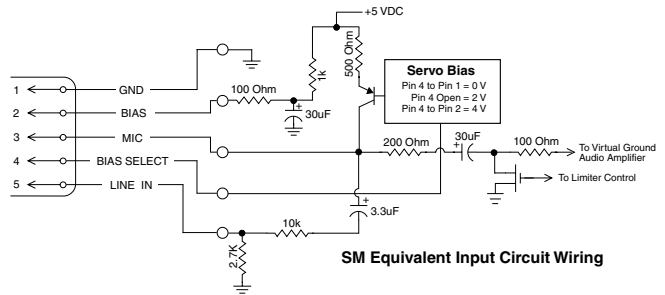 +5 VDC
500 Ohm
1k
Servo Bias
Pin 4 to Pin 1 = 0 V
Pin 4 Open = 2 V
Pin 4 to Pin 2 = 4 V
1 GND
2 BIAS
100 Ohm
30uF
+
3 MIC
200 Ohm
30uF
+
100 Ohm
To Virtual Ground
Audio Amplifier
To Limiter Control
4 BIAS SELECT
5 LINE IN
+
3.3uF
10k
2.7K
SM Equivalent Input Circuit Wiring